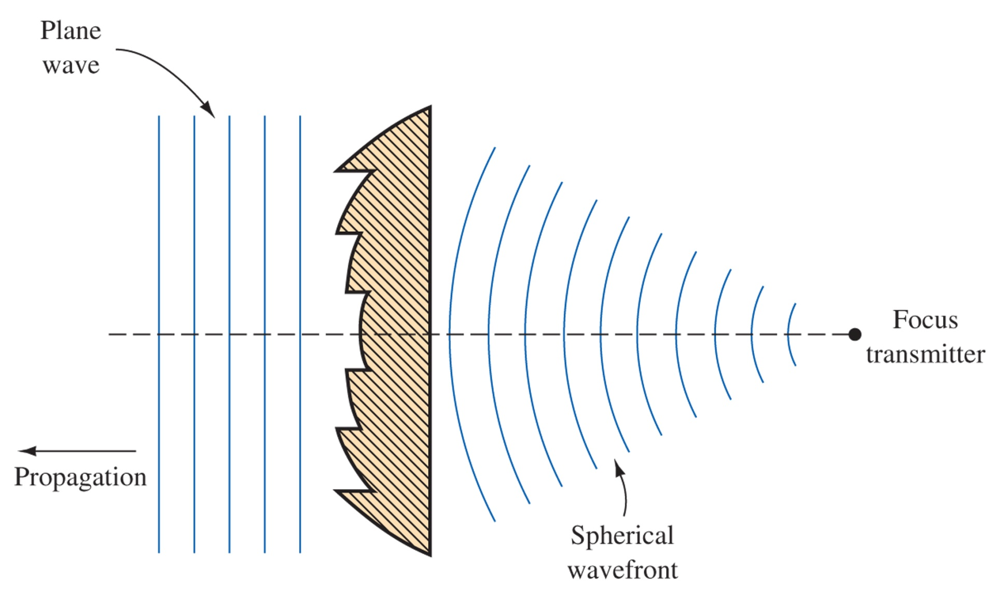 Plane
wave
Focus
transmitter
Propagation
Spherical
wavefront